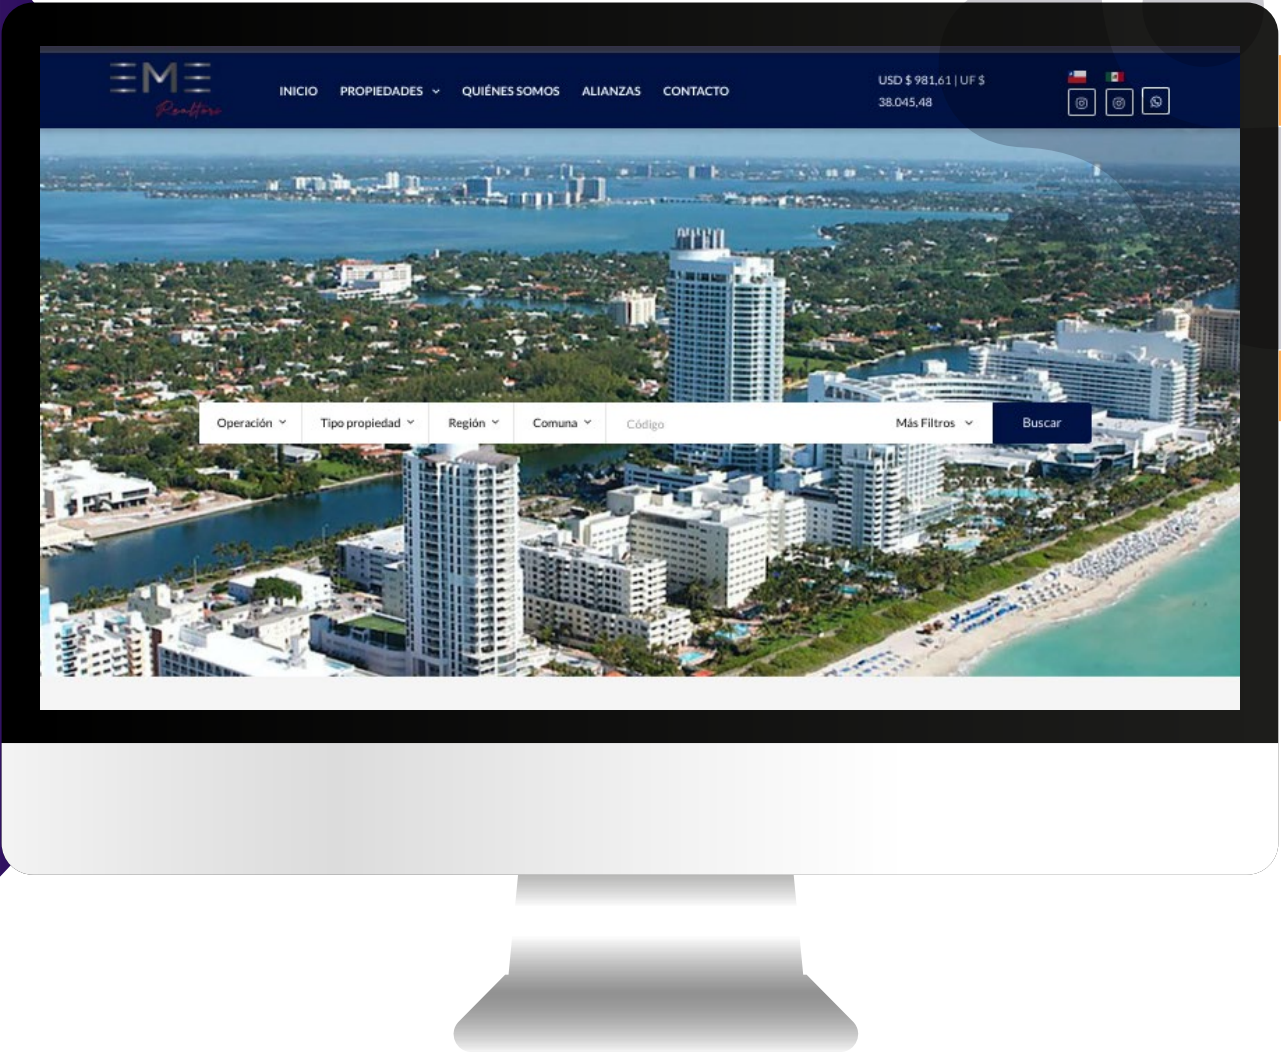 EME
Realtors
INICIO PROPIEDADES QUIÉNES SOMOS ALIANZAS CONTACTO
USD $ 981,61 | UF $
38.045,48
Operación Tipo propiedad Región Comuna Código Más Filtros Buscar